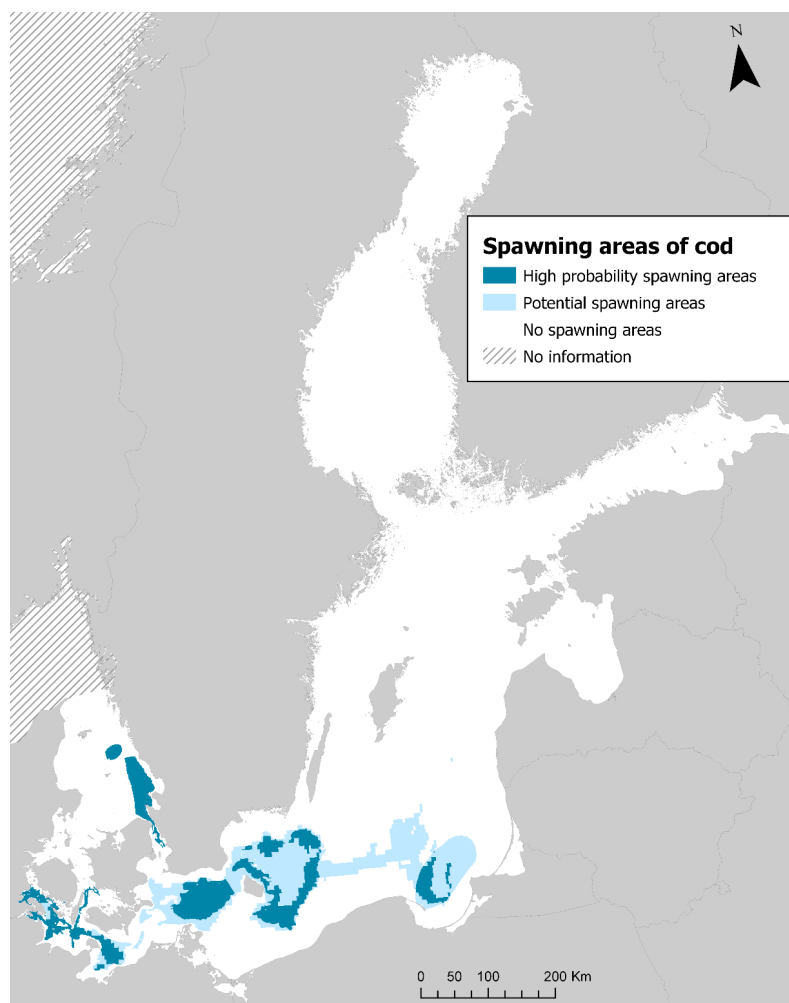 N
Spawning areas of cod
High probability spawning areas
Potential spawning areas
No spawning areas
No information
0 50 100 200 Km